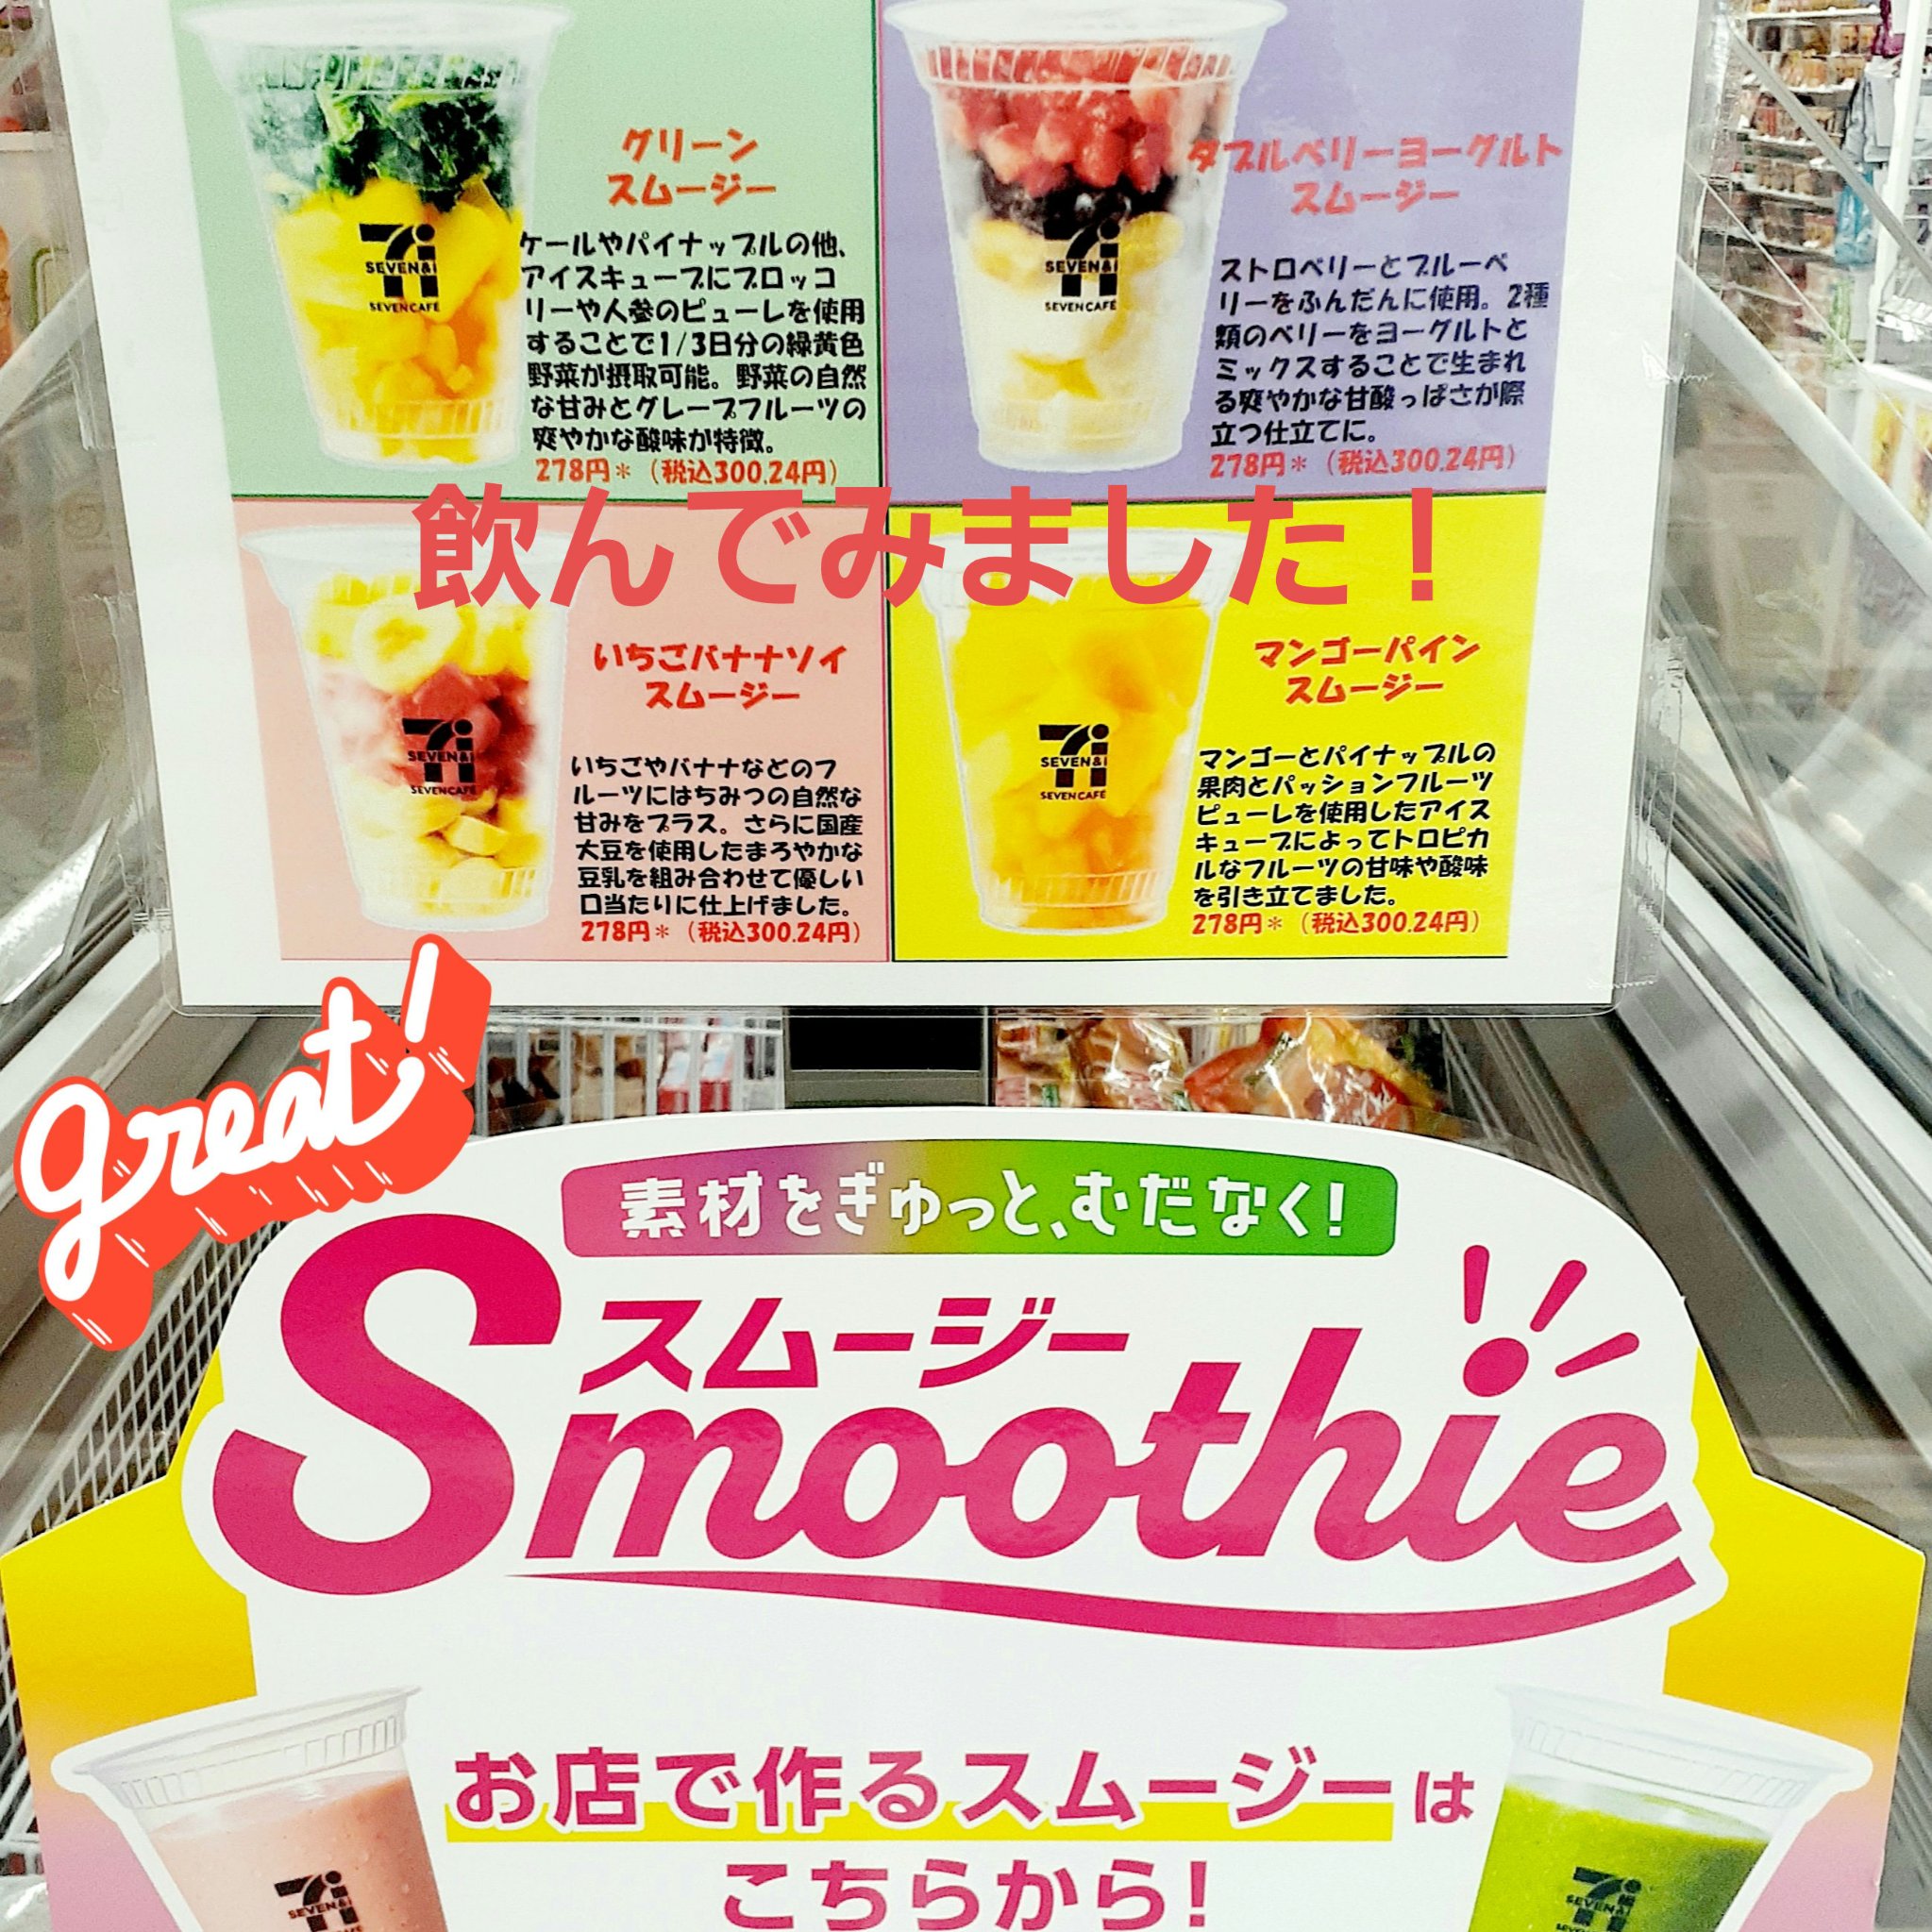 グリーン
スムージー
ケールやパイナップルの他、
アイスキューブにブロッコ
リーや人参のピューレを使用
することで1/3日分の緑黄色
野菜が摂取可能。野菜の自然
な甘みとグレープフルーツの
爽やかな酸味が特徴。
278円*（税込300.24円）
SEVEN&i
SEVEN CAFÉ
ダブルベリーヨーグルト
スムージー
ストロベリーとブルーベ
リーをふんだんに使用。2種
類のベリーをヨーグルトと
ミックスすることで生まれ
る爽やかな甘酸っぱさが際
立つ仕立てに。
278円*（税込300.24円）
SEVEN&i
SEVEN CAFÉ
飲んでみました！
いちごバナナソイ
スムージー
いちごやバナナなどのフ
ルーツにはちみつの自然な
甘みをプラス。さらに国産
大豆を使用したまろやかな
豆乳を組み合わせて優しい
口当たりに仕上げました。
278円*（税込300.24円）
SEVEN&i
SEVEN CAFÉ
マンゴーパイン
スムージー
マンゴーとパイナップルの
果肉とパッションフルーツ
ピューレを使用したアイス
キューブによってトロピカ
ルなフルーツの甘味や酸味
を引き立てました。
278円*（税込300.24円）
SEVEN&i
SEVEN CAFÉ
great!
素材をぎゅっと、むだなく!
スムージー
Smoothie
お店で作るスムージーは
こちらから!
SEVEN&i
SEVEN&i